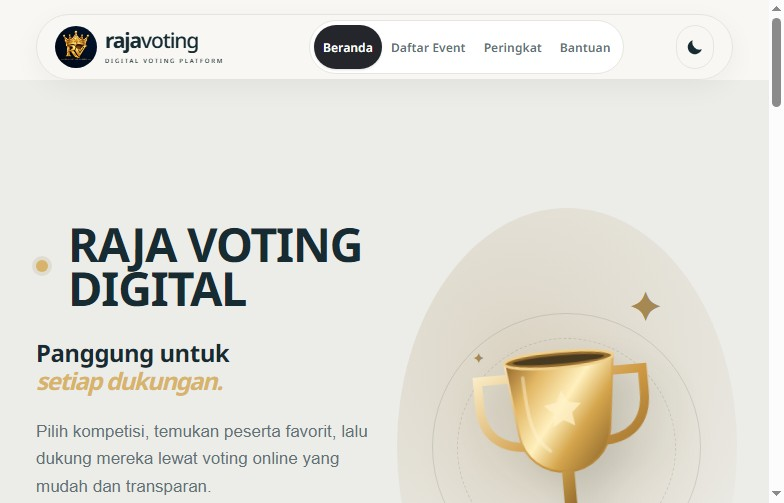 rajavoting
DIGITAL VOTING PLATFORM
Beranda Daftar Event Peringkat Bantuan
RAJA VOTING
DIGITAL
Panggung untuk
setiap dukungan.
Pilih kompetisi, temukan peserta favorit, lalu
dukung mereka lewat voting online yang
mudah dan transparan.